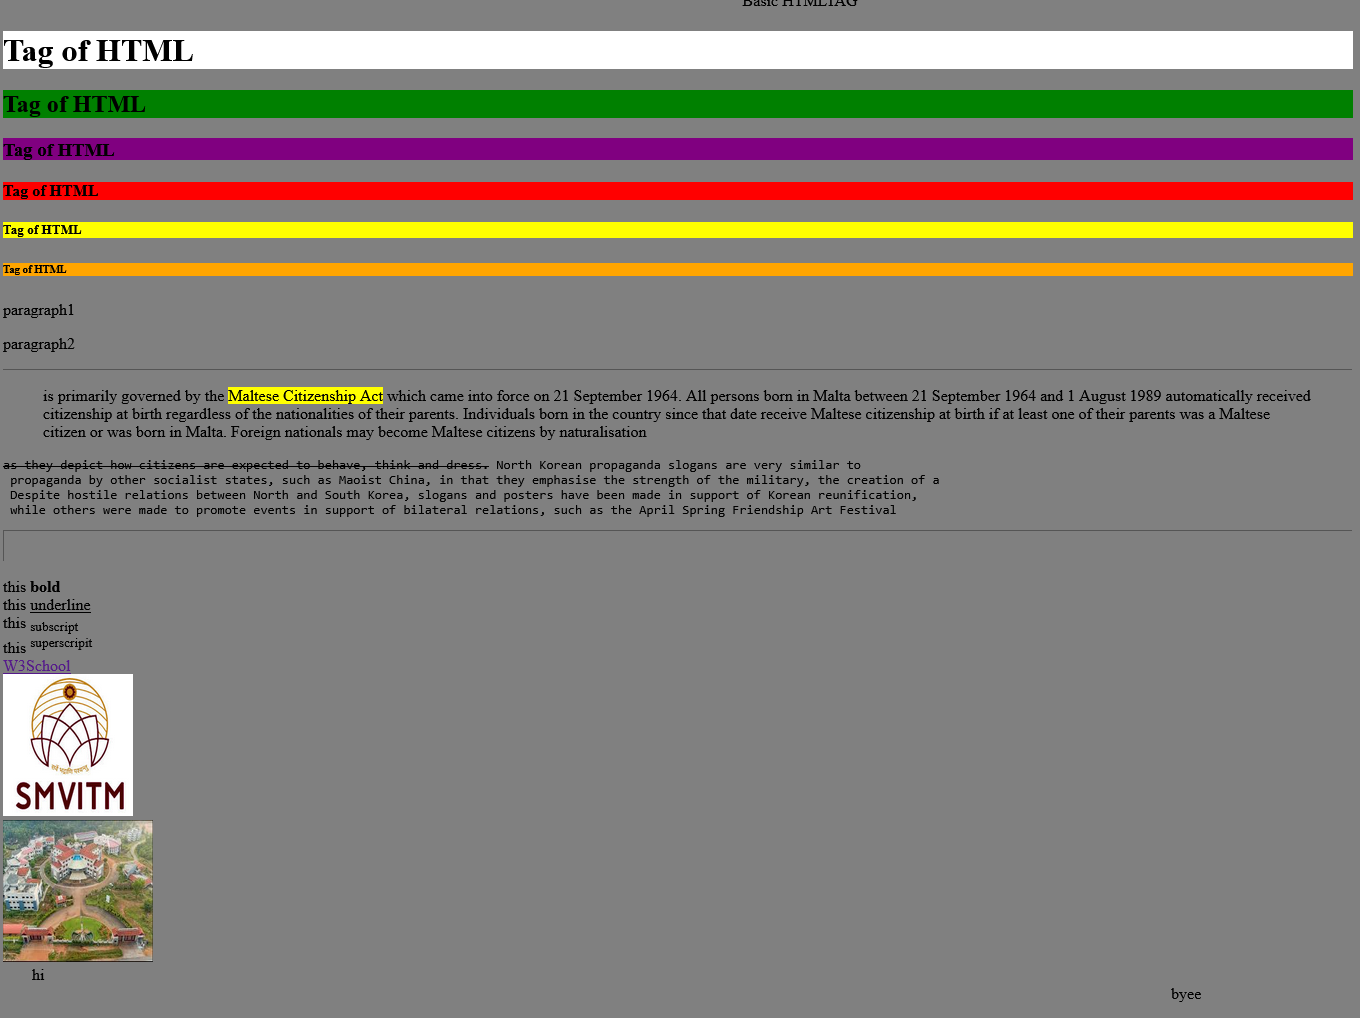 Basic HTMLTAG
Tag of HTML
Tag of HTML
Tag of HTML
Tag of HTML
Tag of HTML
Tag of HTML
paragraph1
paragraph2
is primarily governed by the Maltese Citizenship Act which came into force on 21 September 1964. All persons born in Malta between 21 September 1964 and 1 August 1989 automatically received
citizenship at birth regardless of the nationalities of their parents. Individuals born in the country since that date receive Maltese citizenship at birth if at least one of their parents was a Maltese
citizen or was born in Malta. Foreign nationals may become Maltese citizens by naturalisation
as they depict how citizens are expected to behave, think and dress. North Korean propaganda slogans are very similar to
propaganda by other socialist states, such as Maoist China, in that they emphasise the strength of the military, the creation of a
Despite hostile relations between North and South Korea, slogans and posters have been made in support of Korean reunification,
while others were made to promote events in support of bilateral relations, such as the April Spring Friendship Art Festival
this bold
this underline
this subscript
this superscripit
W3School
SMVITM
hi
byee